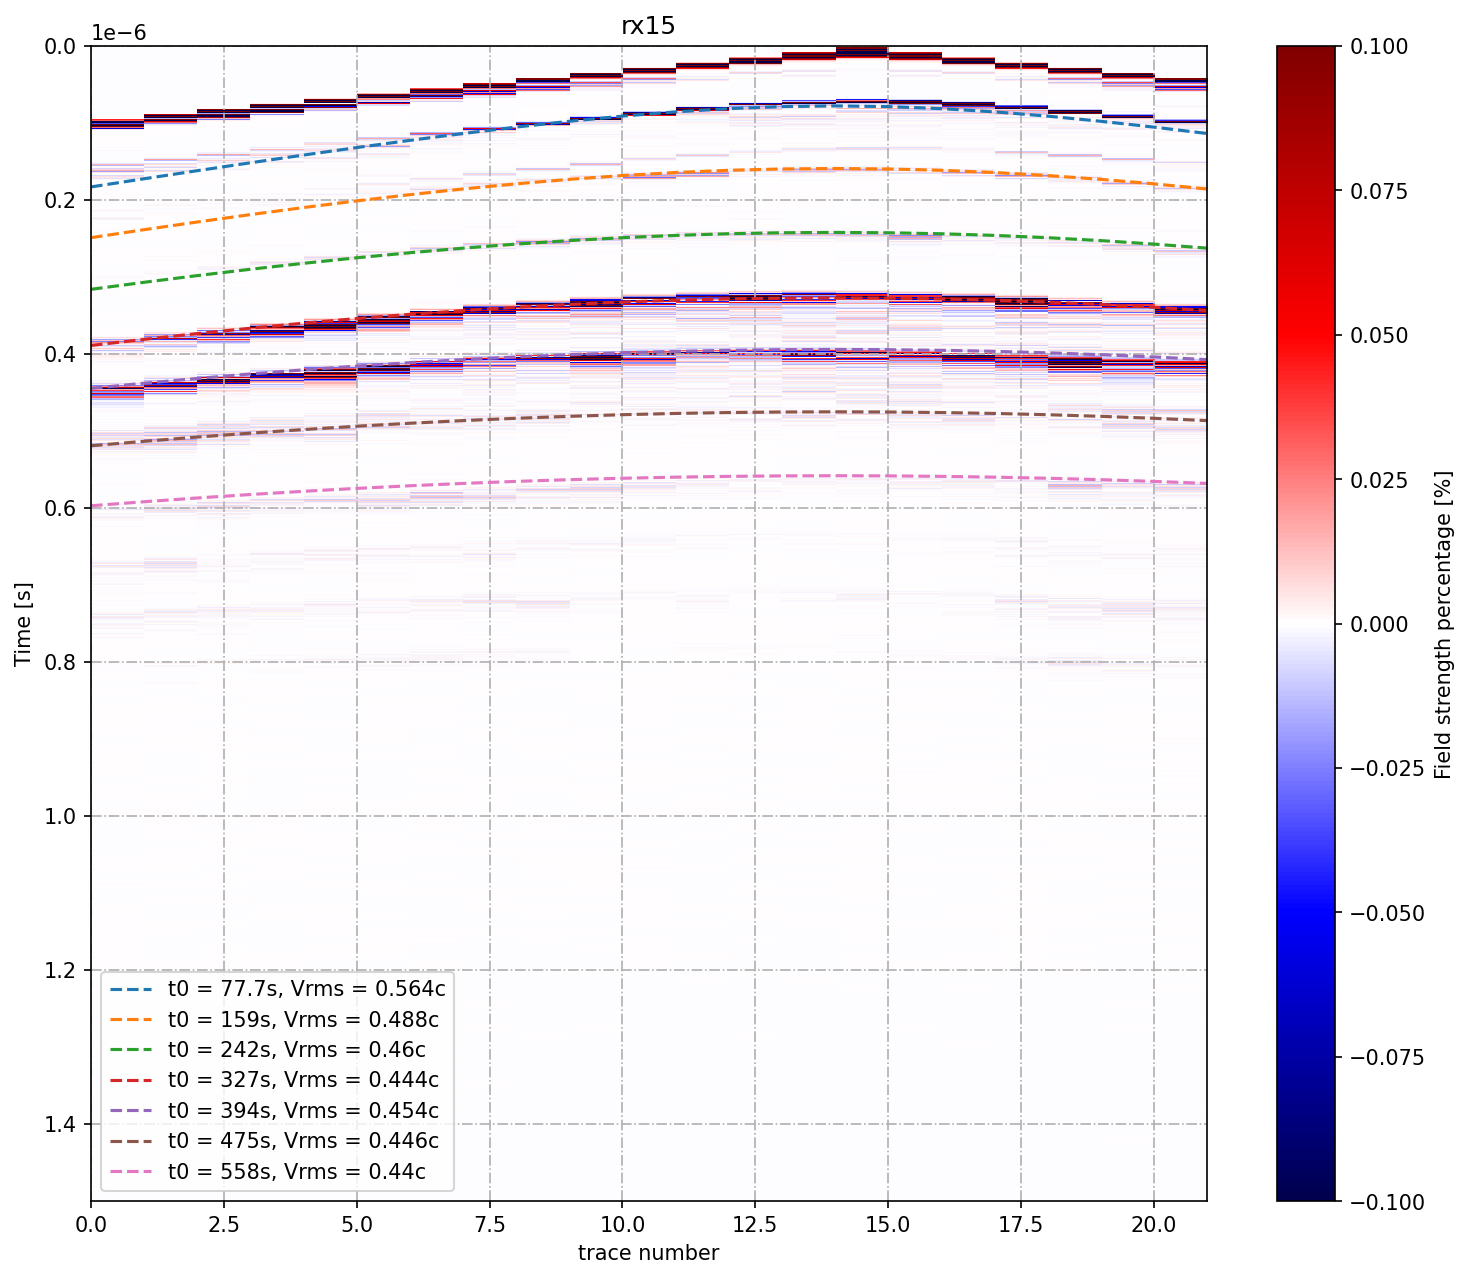 rx15
1e−6
0.0
0.2
0.4
0.6
0.8
1.0
1.2
1.4
Time [s]
t0 = 77.7s, Vrms = 0.564c
t0 = 159s, Vrms = 0.488c
t0 = 242s, Vrms = 0.46c
t0 = 327s, Vrms = 0.444c
t0 = 394s, Vrms = 0.454c
t0 = 475s, Vrms = 0.446c
t0 = 558s, Vrms = 0.44c
0.0 2.5 5.0 7.5 10.0 12.5 15.0 17.5 20.0
trace number
0.100
0.075
0.050
0.025
0.000
−0.025
−0.050
−0.075
−0.100
Field strength percentage [%]